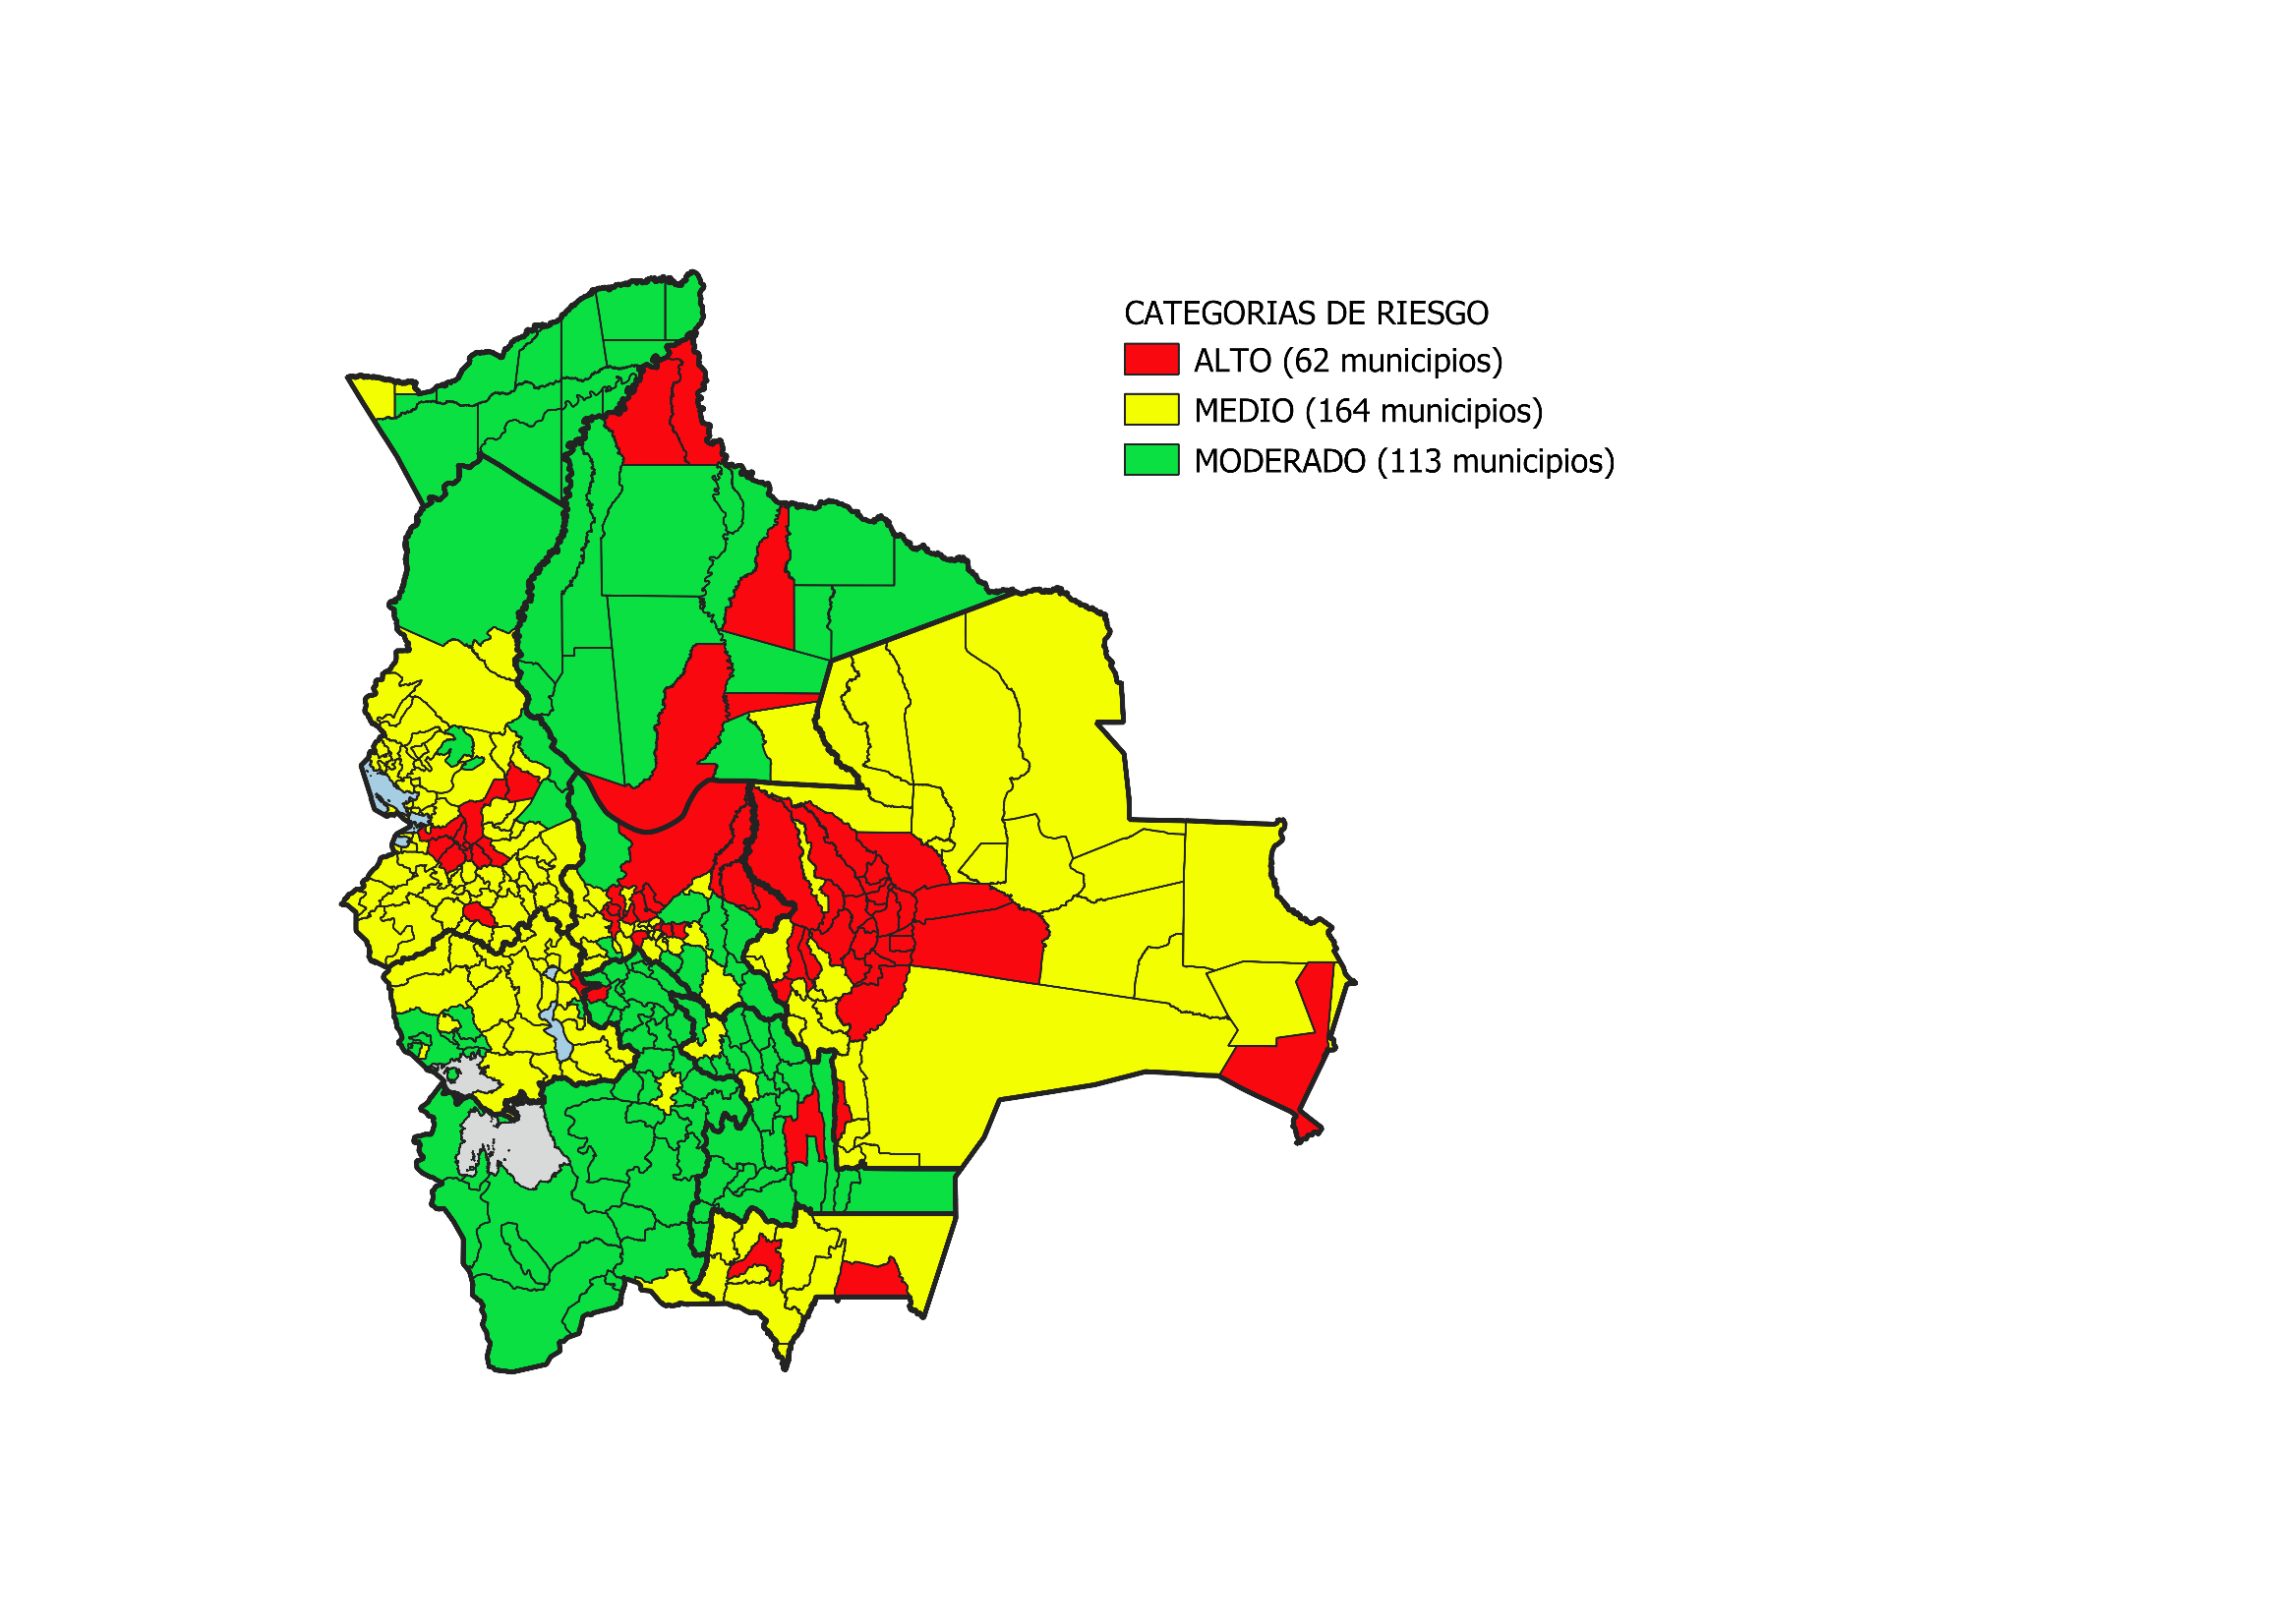 CATEGORIAS DE RIESGO
ALTO (62 municipios)
MEDIO (164 municipios)
MODERADO (113 municipios)